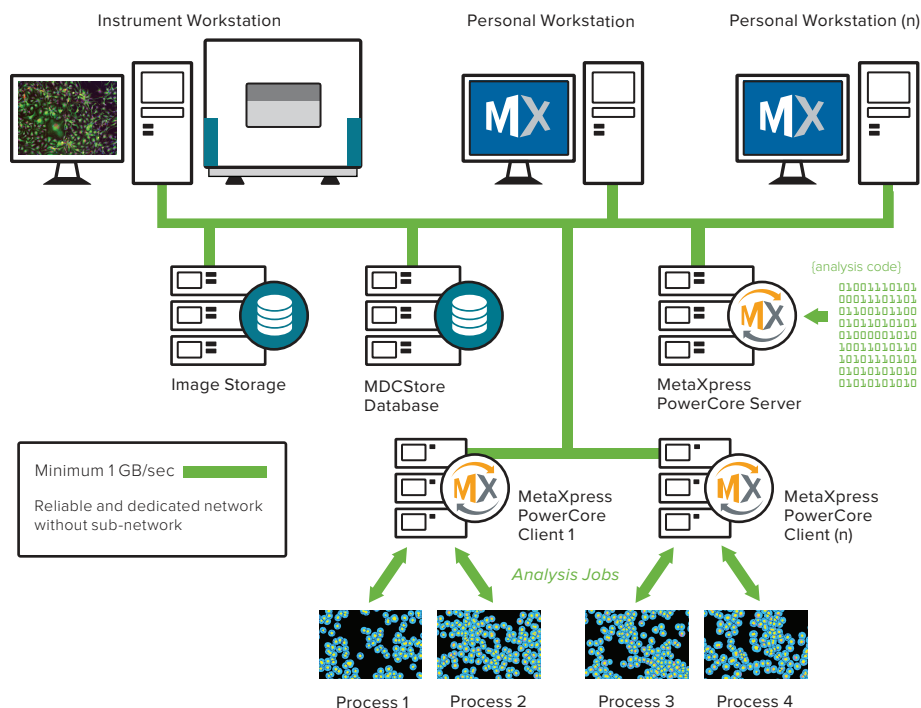 Instrument Workstation
Personal Workstation
Personal Workstation (n)
MX
MX
{analysis code}
01001110101
00011101101
01100101100
01011010101
01000001010
10011010110
10101010101
01010101010
01010101010
MX
Image Storage
MDCStore
Database
MetaXpress
PowerCore Server
Minimum 1 GB/sec
Reliable and dedicated network
without sub-network
MX
MetaXpress
PowerCore
Client 1
MX
MetaXpress
PowerCore
Client (n)
Analysis Jobs
Process 1
Process 2
Process 3
Process 4